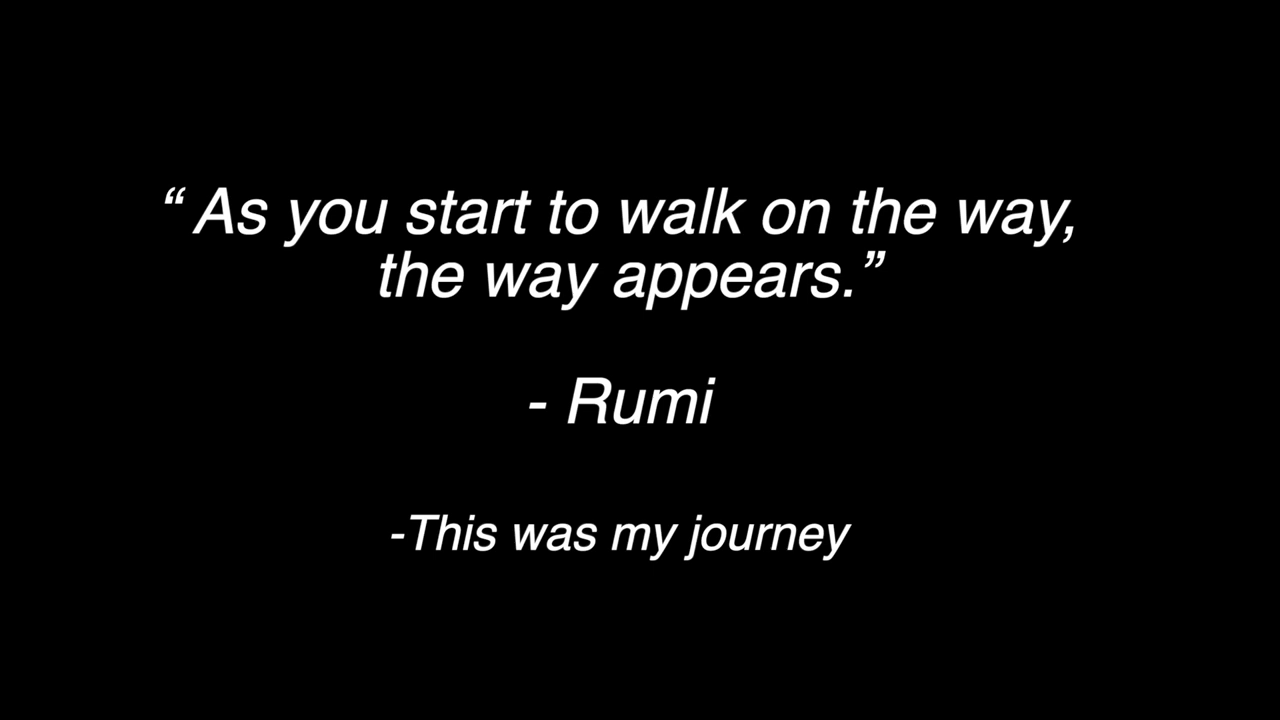 “ As you start to walk on the way,
the way appears.”
- Rumi
-This was my journey